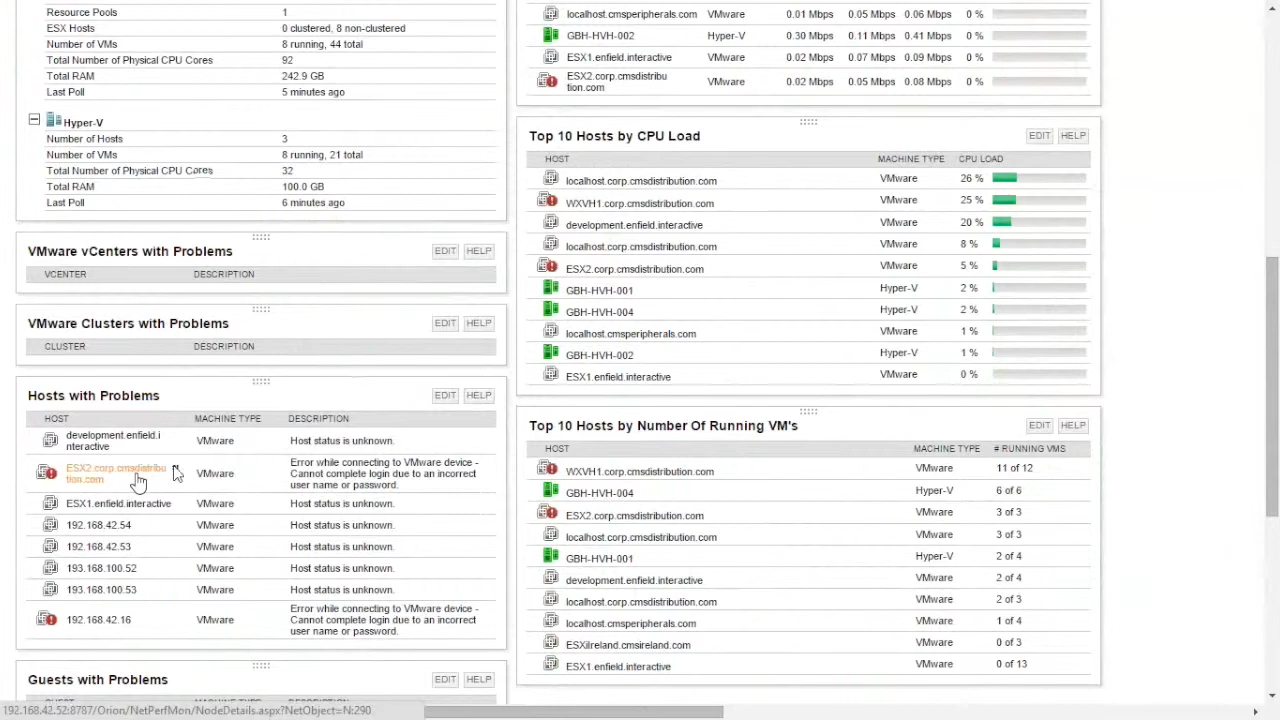 Resource Pools 1
ESX Hosts 0 clustered, 8 non-clustered
Number of VMs 8 running, 44 total
Total Number of Physical CPU Cores 92
Total RAM 242.9 GB
Last Poll 5 minutes ago
Hyper-V
Number of Hosts 3
Number of VMs 8 running, 21 total
Total Number of Physical CPU Cores 32
Total RAM 100.0 GB
Last Poll 6 minutes ago
VMware vCenters with Problems EDIT HELP
VCENTER DESCRIPTION
VMware Clusters with Problems EDIT HELP
CLUSTER DESCRIPTION
Hosts with Problems EDIT HELP
HOST MACHINE TYPE DESCRIPTION
development.enfield.i
nteractive VMware Host status is unknown.
ESX2.corp.cmsdistribu
tion.com VMware Error while connecting to VMware device -
Cannot complete login due to an incorrect
user name or password.
ESX1.enfield.interactive VMware Host status is unknown.
192.168.42.54 VMware Host status is unknown.
192.168.42.53 VMware Host status is unknown.
193.168.100.52 VMware Host status is unknown.
193.168.100.53 VMware Host status is unknown.
192.168.42.16 VMware Error while connecting to VMware device -
Cannot complete login due to an incorrect
user name or password.
Guests with Problems EDIT HELP
192.168.42.52:8787/Orion/NetPerfMon/NodeDetails.aspx?NetObject=N:290
localhost.cmsperipherals.com VMware 0.01 Mbps 0.05 Mbps 0.06 Mbps 0 %
GBH-HVH-002 Hyper-V 0.30 Mbps 0.11 Mbps 0.41 Mbps 0 %
ESX1.enfield.interactive VMware 0.02 Mbps 0.07 Mbps 0.09 Mbps 0 %
ESX2.corp.cmsdistribu
tion.com VMware 0.02 Mbps 0.05 Mbps 0.08 Mbps 0 %
Top 10 Hosts by CPU Load EDIT HELP
HOST MACHINE TYPE CPU LOAD
localhost.corp.cmsdistribution.com VMware 26 %
WXVH1.corp.cmsdistribution.com VMware 25 %
development.enfield.interactive VMware 20 %
localhost.corp.cmsdistribution.com VMware 8 %
ESX2.corp.cmsdistribution.com VMware 5 %
GBH-HVH-001 Hyper-V 2 %
GBH-HVH-004 Hyper-V 2 %
localhost.cmsperipherals.com VMware 1 %
GBH-HVH-002 Hyper-V 1 %
ESX1.enfield.interactive VMware 0 %
Top 10 Hosts by Number Of Running VM's EDIT HELP
HOST MACHINE TYPE # RUNNING VMS
WXVH1.corp.cmsdistribution.com VMware 11 of 12
GBH-HVH-004 Hyper-V 6 of 6
ESX2.corp.cmsdistribution.com VMware 3 of 3
localhost.corp.cmsdistribution.com VMware 3 of 3
GBH-HVH-001 Hyper-V 2 of 4
development.enfield.interactive VMware 2 of 4
localhost.corp.cmsdistribution.com VMware 2 of 3
localhost.cmsperipherals.com VMware 1 of 4
ESXiIreland.cmsireland.com VMware 0 of 3
ESX1.enfield.interactive VMware 0 of 13